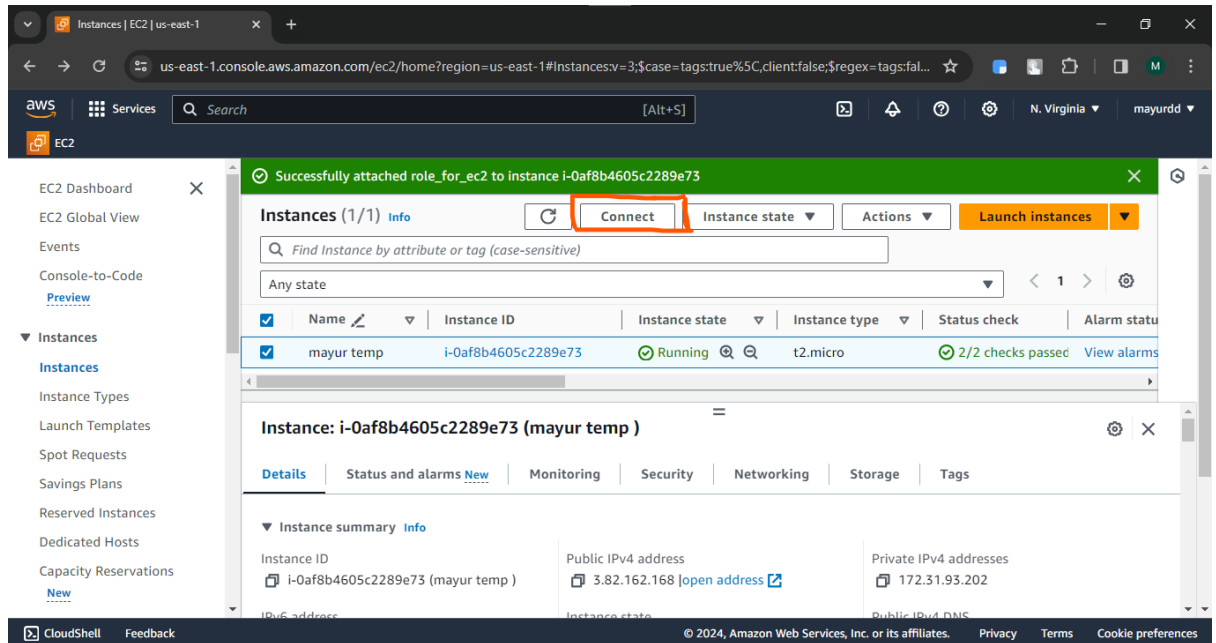 Instances | EC2 | us-east-1
us-east-1.console.aws.amazon.com/ec2/home?region=us-east-1#Instances:v=3;$case=tags:true%5C,client:false;$regex=tags:fal...
M
aws
Services
Search
[Alt+S]
N. Virginia
mayurdd
EC2
EC2 Dashboard
EC2 Global View
Events
Console-to-Code
Preview
Instances
Instances
Instance Types
Launch Templates
Spot Requests
Savings Plans
Reserved Instances
Dedicated Hosts
Capacity Reservations
New
Successfully attached role_for_ec2 to instance i-0af8b4605c2289e73
Instances (1/1) Info
Connect
Instance state
Actions
Launch instances
Find Instance by attribute or tag (case-sensitive)
Any state
1
Name Instance ID Instance state Instance type Status check Alarm statu
mayur temp i-0af8b4605c2289e73 Running t2.micro 2/2 checks passed View alarms
Instance: i-0af8b4605c2289e73 (mayur temp )
Details Status and alarms New Monitoring Security Networking Storage Tags
Instance summary Info
Instance ID Public IPv4 address Private IPv4 addresses
i-0af8b4605c2289e73 (mayur temp ) 3.82.162.168 |open address 172.31.93.202
IPv6 address Instance state Public IPv4 DNS
CloudShell Feedback © 2024, Amazon Web Services, Inc. or its affiliates. Privacy Terms Cookie preferences